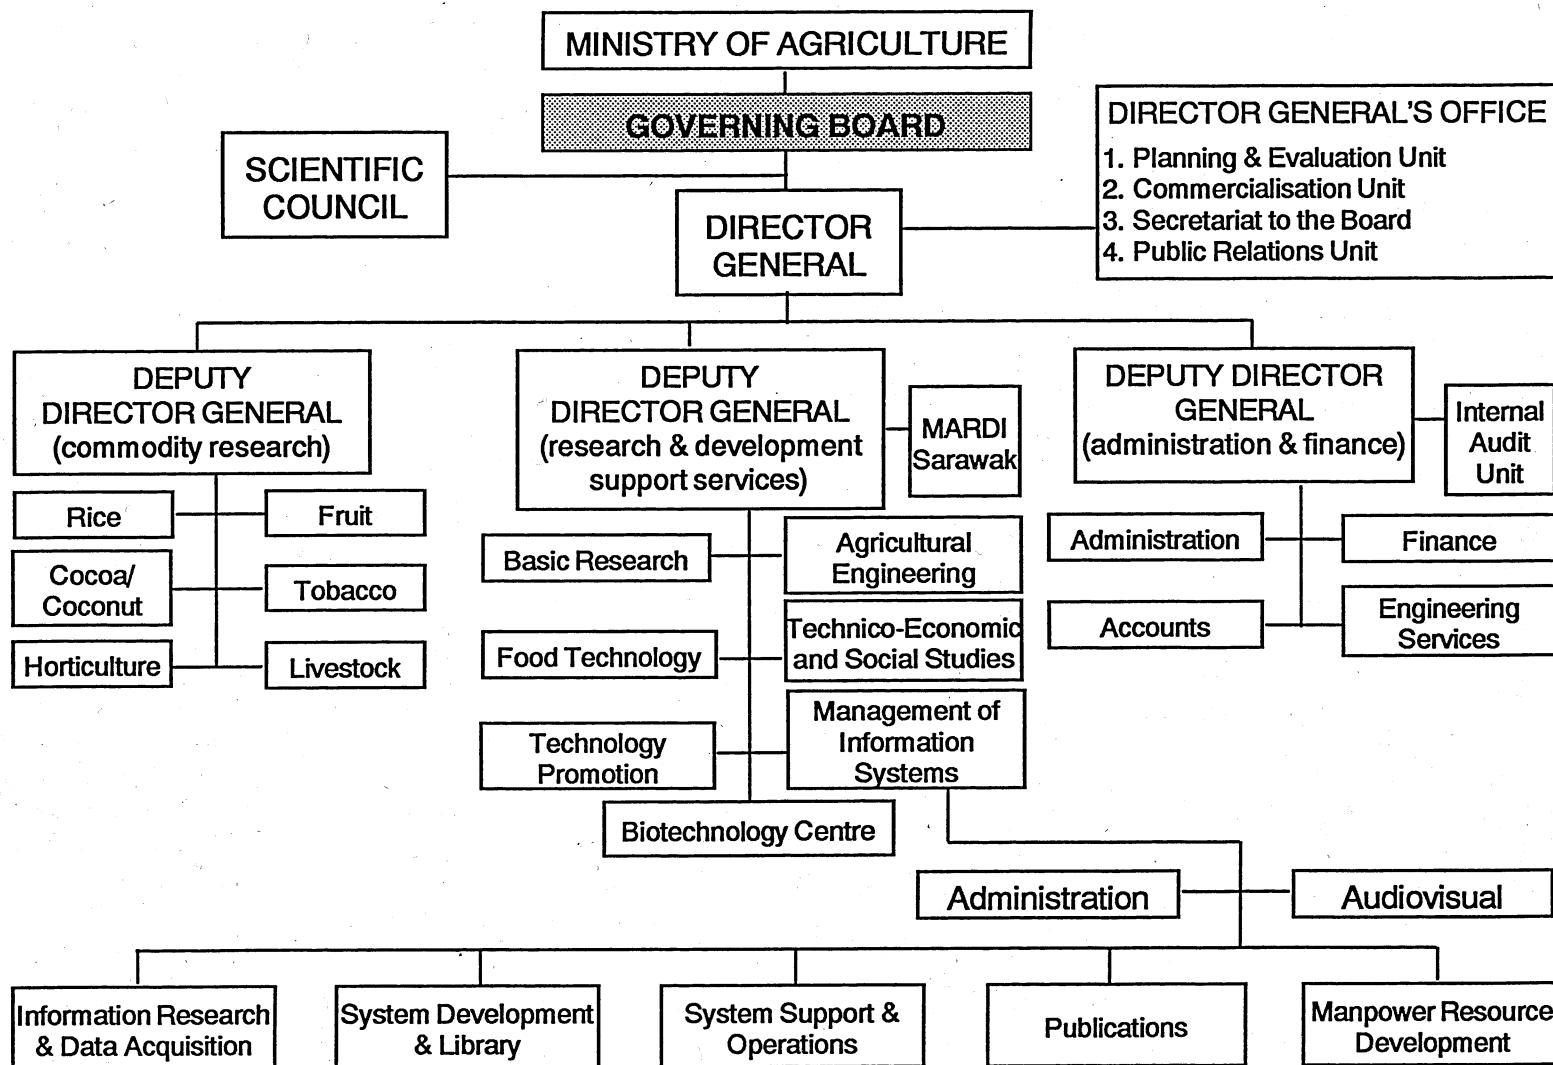 MINISTRY OF AGRICULTURE
GOVERNING BOARD
SCIENTIFIC
COUNCIL
DIRECTOR GENERAL'S OFFICE
1. Planning & Evaluation Unit
2. Commercialisation Unit
3. Secretariat to the Board
4. Public Relations Unit
DIRECTOR
GENERAL
DEPUTY
DIRECTOR GENERAL
(commodity research)
DEPUTY
DIRECTOR GENERAL
(research & development
support services)
MARDI
Sarawak
DEPUTY DIRECTOR
GENERAL
(administration & finance)
Internal
Audit
Unit
Rice
Fruit
Cocoa/
Coconut
Tobacco
Horticulture
Livestock
Basic Research
Agricultural
Engineering
Food Technology
Technico-Economic
and Social Studies
Technology
Promotion
Management of
Information
Systems
Biotechnology Centre
Administration
Finance
Accounts
Engineering
Services
Administration
Audiovisual
Information Research
& Data Acquisition
System Development
& Library
System Support &
Operations
Publications
Manpower Resource
Development